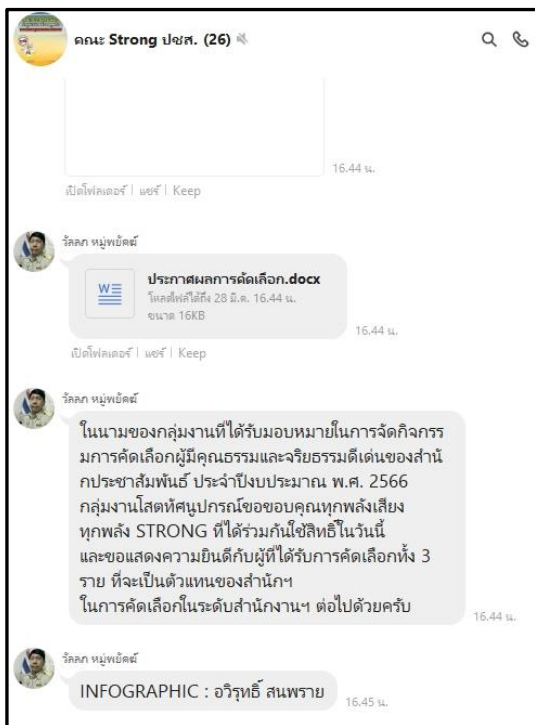 คณะ Strong ปชส. (26)
16.44 น.
เปิดโฟลเดอร์ | แชร์ | Keep
วัลลภ หมู่พยัคฆ์
ประกาศผลการคัดเลือก.docx
โหลดไฟล์ได้ถึง 28 มี.ค. 16.44 น.
ขนาด 16KB
16.44 น.
เปิดโฟลเดอร์ | แชร์ | Keep
วัลลภ หมู่พยัคฆ์
ในนามของกลุ่มงานที่ได้รับมอบหมายในการจัดกิจกรร
มการคัดเลือกผู้มีคุณธรรมและจริยธรรมดีเด่นของสำนั
กประชาสัมพันธ์ ประจำปีงบประมาณ พ.ศ. 2566
กลุ่มงานโสตทัศนูปกรณ์ขอขอบคุณทุกพลังเสียง
ทุกพลัง STRONG ที่ได้ร่วมกันใช้สิทธิ์ในวันนี้
และขอแสดงความยินดีกับผู้ที่ได้รับการคัดเลือกทั้ง 3
ราย ที่จะเป็นตัวแทนของสำนักฯ
ในการคัดเลือกในระดับสำนักงานฯ ต่อไปด้วยครับ
16.44 น.
วัลลภ หมู่พยัคฆ์
INFOGRAPHIC : อวิรุทธิ์ สนพราย
16.45 น.